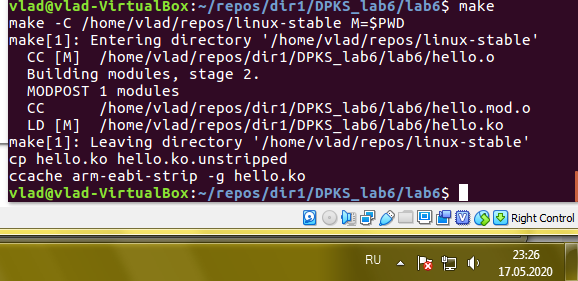 vlad@vlad-VirtualBox:~/repos/dir1/DPKS_lab6/lab6$ make
make -C /home/vlad/repos/linux-stable M=$PWD
make[1]: Entering directory '/home/vlad/repos/linux-stable'
  CC [M]  /home/vlad/repos/dir1/DPKS_lab6/lab6/hello.o
  Building modules, stage 2.
  MODPOST 1 modules
  CC      /home/vlad/repos/dir1/DPKS_lab6/lab6/hello.mod.o
  LD [M]  /home/vlad/repos/dir1/DPKS_lab6/lab6/hello.ko
make[1]: Leaving directory '/home/vlad/repos/linux-stable'
cp hello.ko hello.ko.unstripped
ccache arm-eabi-strip -g hello.ko
vlad@vlad-VirtualBox:~/repos/dir1/DPKS_lab6/lab6$
Right Control
RU
23:26
17.05.2020